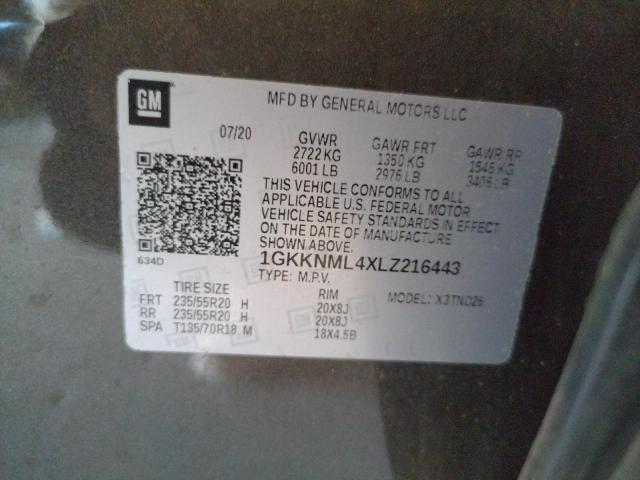 GM
MFD BY GENERAL MOTORS LLC
07/20
GVWR GAWR FRT GAWR RR
2722 KG 1350 KG 1545 KG
6001 LB 2976 LB 3406 LB
THIS VEHICLE CONFORMS TO ALL
APPLICABLE U.S. FEDERAL MOTOR
VEHICLE SAFETY STANDARDS IN EFFECT
ON THE DATE OF MANUFACTURE
SHOWN ABOVE.
634D
1GKKNML4XLZ216443
TYPE: M.P.V.
MODEL: X3TND26
TIRE SIZE RIM
FRT 235/55R20 H 20X8J
RR 235/55R20 H 20X8J
SPA T135/70R18 M 18X4.5B